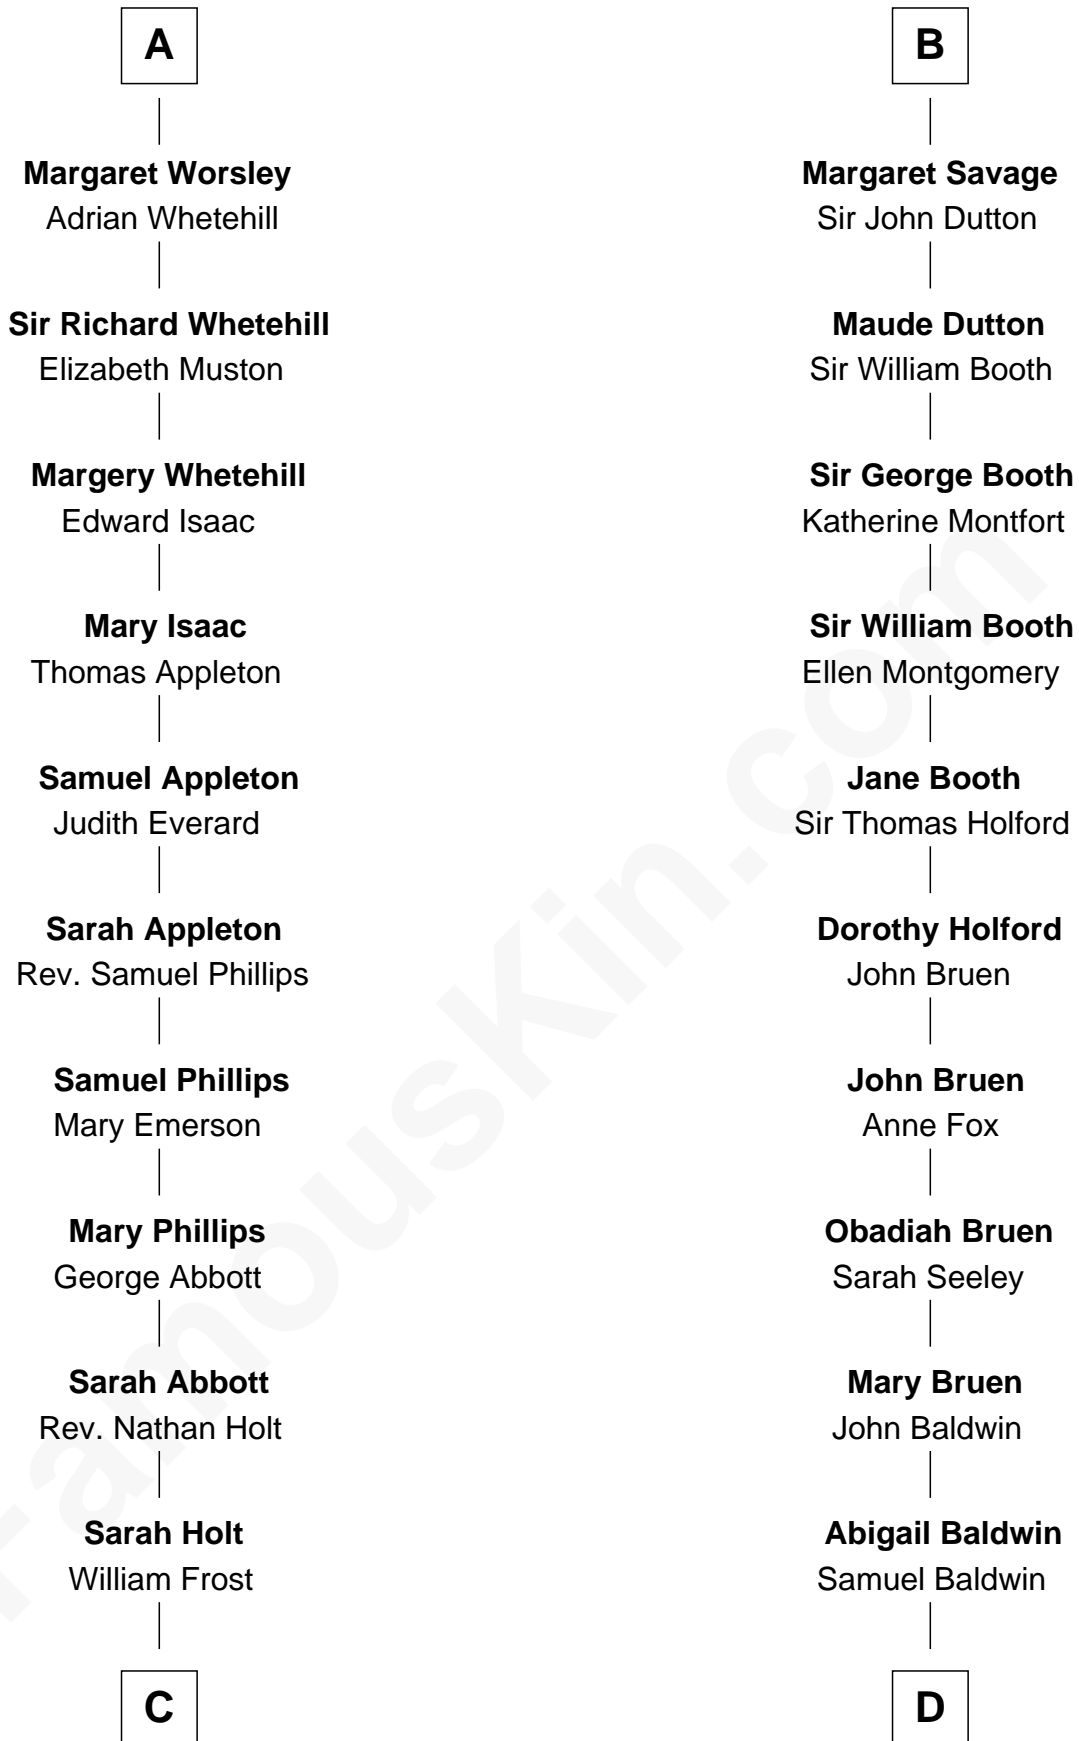 A
Margaret Worsley
Adrian Whetehill
Sir Richard Whetehill
Elizabeth Muston
Margery Whetehill
Edward Isaac
Mary Isaac
Thomas Appleton
Samuel Appleton
Judith Everard
Sarah Appleton
Rev. Samuel Phillips
Samuel Phillips
Mary Emerson
Mary Phillips
George Abbott
Sarah Abbott
Rev. Nathan Holt
Sarah Holt
William Frost
C
B
Margaret Savage
Sir John Dutton
Maude Dutton
Sir William Booth
Sir George Booth
Katherine Montfort
Sir William Booth
Ellen Montgomery
Jane Booth
Sir Thomas Holford
Dorothy Holford
John Bruen
John Bruen
Anne Fox
Obadiah Bruen
Sarah Seeley
Mary Bruen
John Baldwin
Abigail Baldwin
Samuel Baldwin
D
FamousKin.com